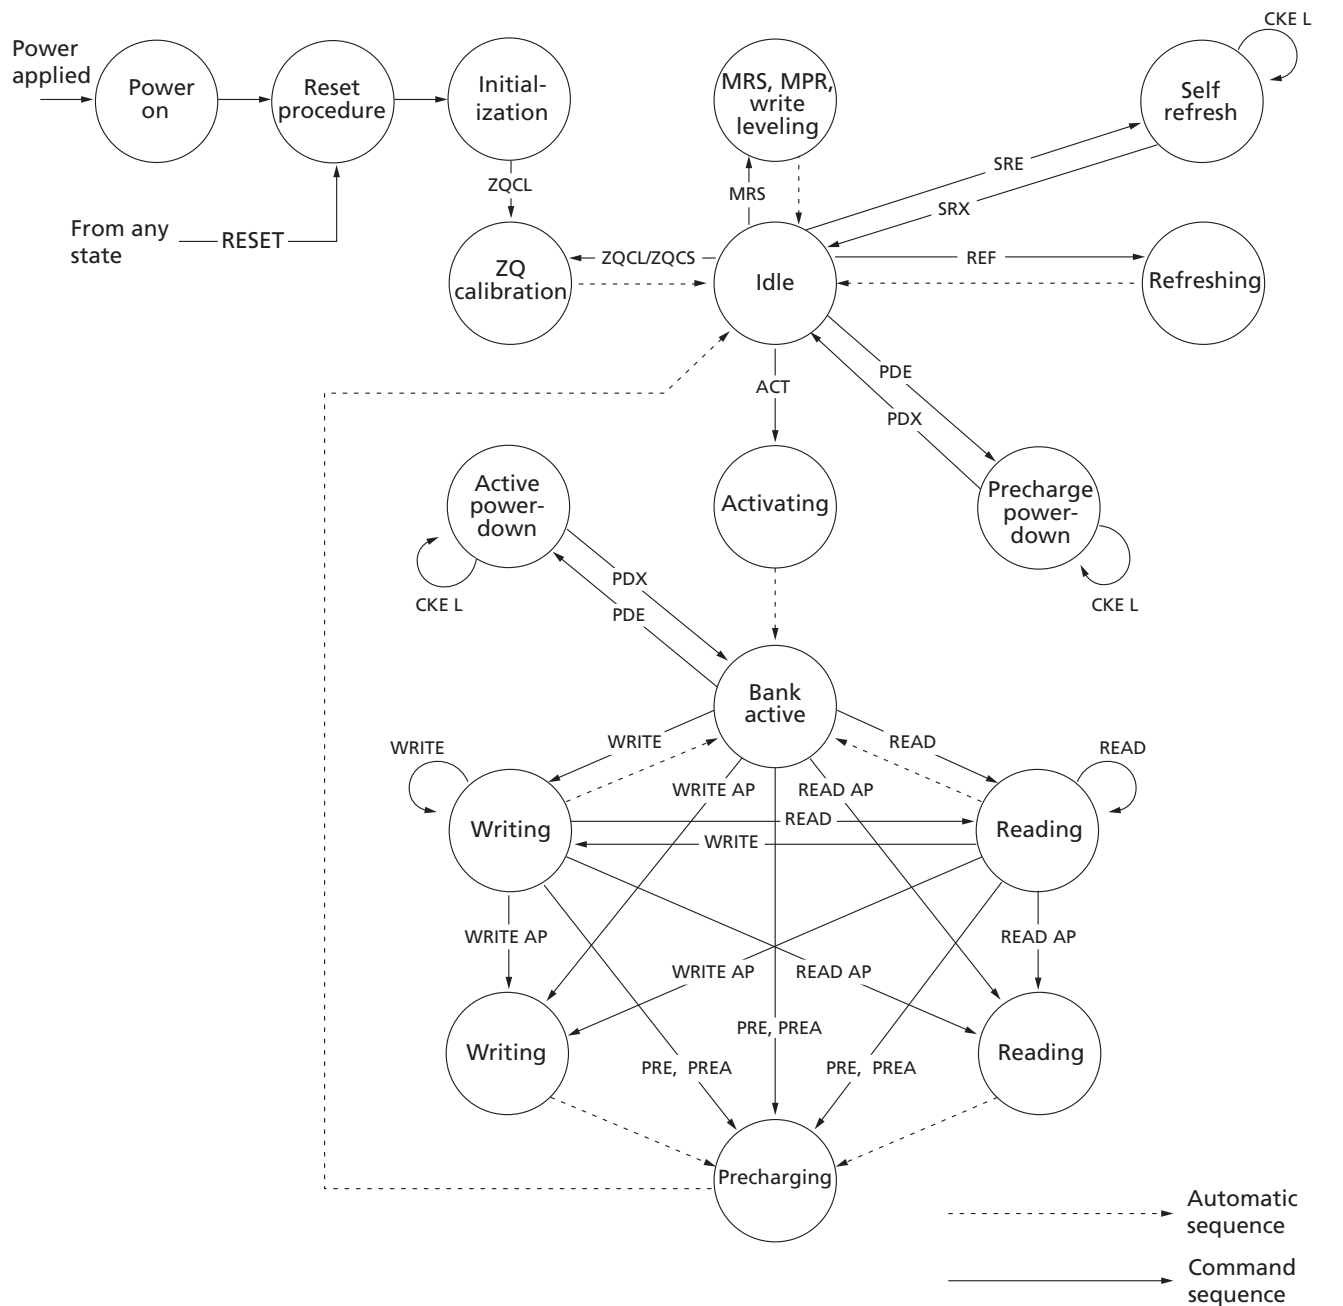 CKE L
Power
applied
Power
on
Reset
procedure
Initial-
ization
MRS, MPR,
write
leveling
Self
refresh
SRE
ZQCL
MRS
SRX
From any
state
RESET
ZQ
calibration
ZQCL/ZQCS
Idle
REF
Refreshing
PDE
ACT
PDX
Active
power-
down
Activating
Precharge
power-
down
PDX
CKE L
PDE
CKE L
Bank
active
WRITE
WRITE
READ
READ
WRITE AP
READ AP
Writing
READ
Reading
WRITE
WRITE AP
READ AP
WRITE AP
READ AP
PRE, PREA
Writing
Reading
PRE, PREA
PRE, PREA
Precharging
Automatic
sequence
Command
sequence